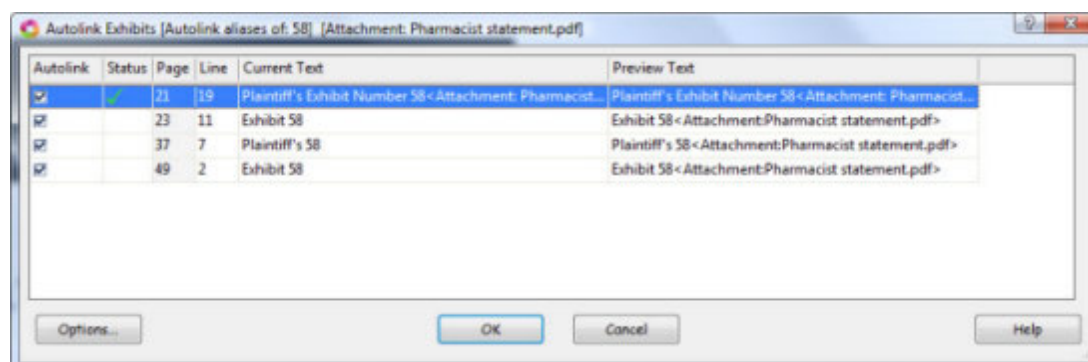 Autolink Exhibits [Autolink aliases of: 58] [Attachment: Pharmacist statement.pdf]
Autolink Status Page Line Current Text Preview Text
21 19 Plaintiff's Exhibit Number 58<Attachment: Pharmacist... Plaintiff's Exhibit Number 58<Attachment: Pharmacist...
23 11 Exhibit 58 Exhibit 58<Attachment:Pharmacist statement.pdf>
37 7 Plaintiff's 58 Plaintiff's 58<Attachment:Pharmacist statement.pdf>
49 2 Exhibit 58 Exhibit 58<Attachment:Pharmacist statement.pdf>
Options... OK Cancel Help